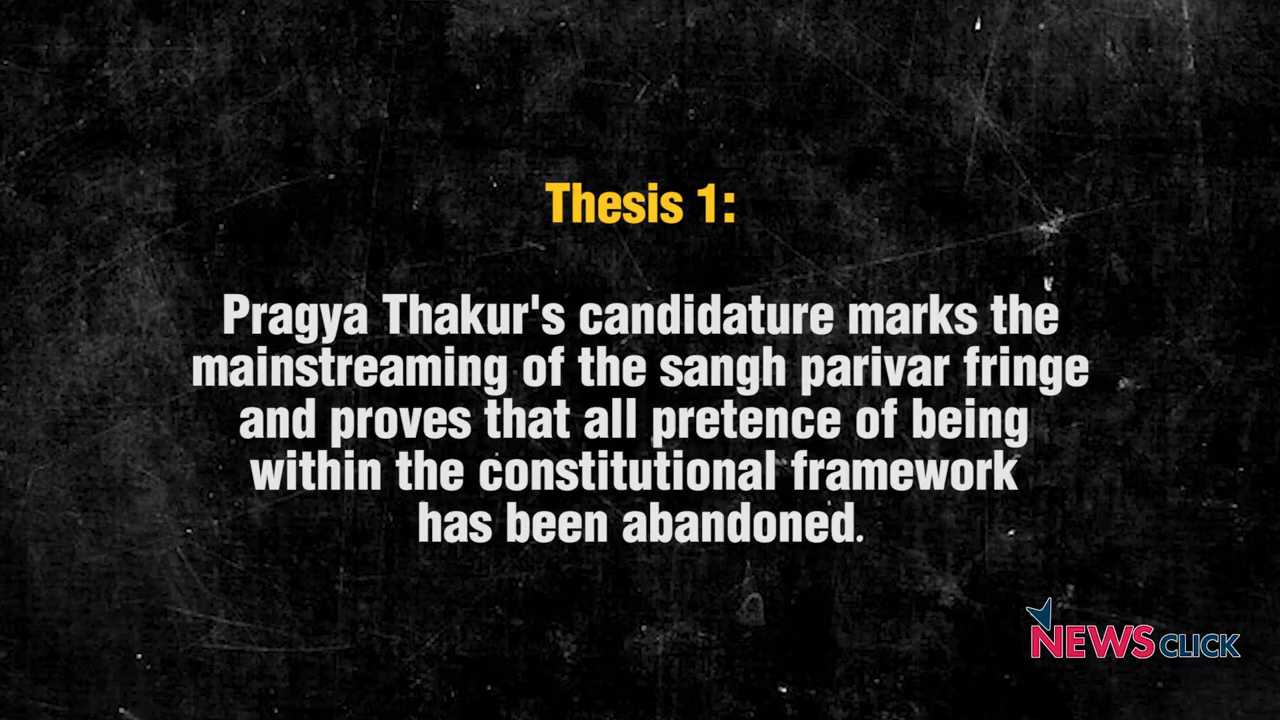 Thesis 1:
Pragya Thakur's candidature marks the
mainstreaming of the sangh parivar fringe
and proves that all pretence of being
within the constitutional framework
has been abandoned.
NEWSCLICK